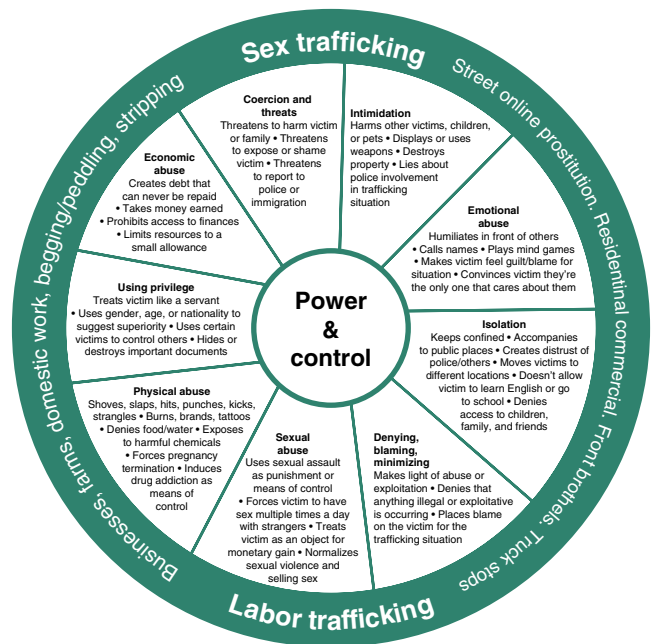 Sex trafficking
Street online prostitution. Residentinal commercial. Front brothels. Truck stops
Labor trafficking
Businesses, farms, domestic work, begging/peddling, stripping
Power
&
control
Coercion and
threats
Threatens to harm victim
or family • Threatens
to expose or shame
victim • Threatens
to report to
police or
immigration
Intimidation
Harms other victims, children,
or pets • Displays or uses
weapons • Destroys
property • Lies about
police involvement
in trafficking
situation
Emotional
abuse
Humiliates in front of others
• Calls names • Plays mind games
• Makes victim feel guilt/blame for
situation • Convinces victim they're
the only one that cares about them
Isolation
Keeps confined • Accompanies
to public places • Creates distrust of
police/others • Moves victims to
different locations • Doesn't allow
victim to learn English or go
to school • Denies
access to children,
family, and friends
Denying,
blaming,
minimizing
Makes light of abuse or
exploitation • Denies that
anything illegal or exploitative
is occurring • Places blame
on the victim for the
trafficking situation
Sexual
abuse
Uses sexual assault
as punishment or
means of control
• Forces victim to have
sex multiple times a day
with strangers • Treats
victim as an object for
monetary gain • Normalizes
sexual violence and
selling sex
Physical abuse
Shoves, slaps, hits, punches, kicks,
strangles • Burns, brands, tattoos
• Denies food/water • Exposes
to harmful chemicals
• Forces pregnancy
termination • Induces
drug addiction as
means of
control
Using privilege
Treats victim like a servant
• Uses gender, age, or nationality to
suggest superiority • Uses certain
victims to control others • Hides or
destroys important documents
Economic
abuse
Creates debt that
can never be repaid
• Takes money earned
• Prohibits access to finances
• Limits resources to a
small allowance